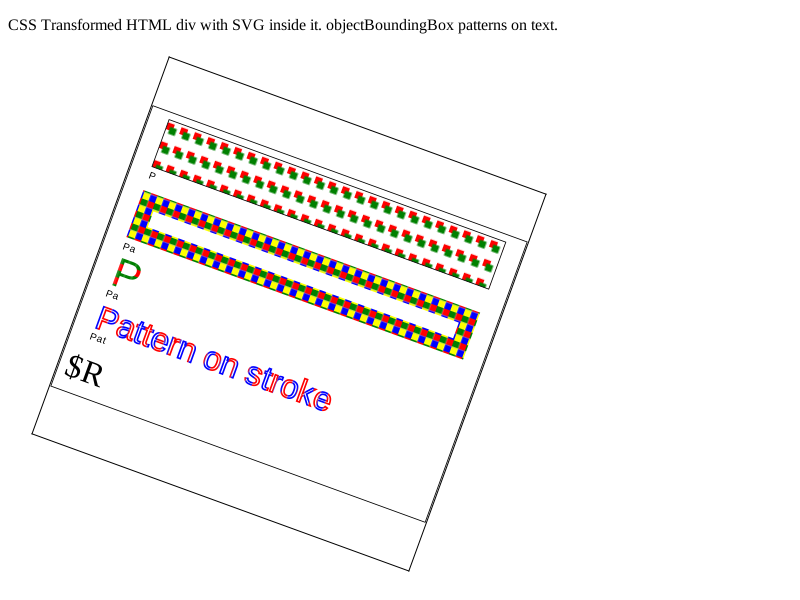 CSS Transformed HTML div with SVG inside it. objectBoundingBox patterns on text.
P
Pa
P
Pa
Pattern on stroke
Pat
$R